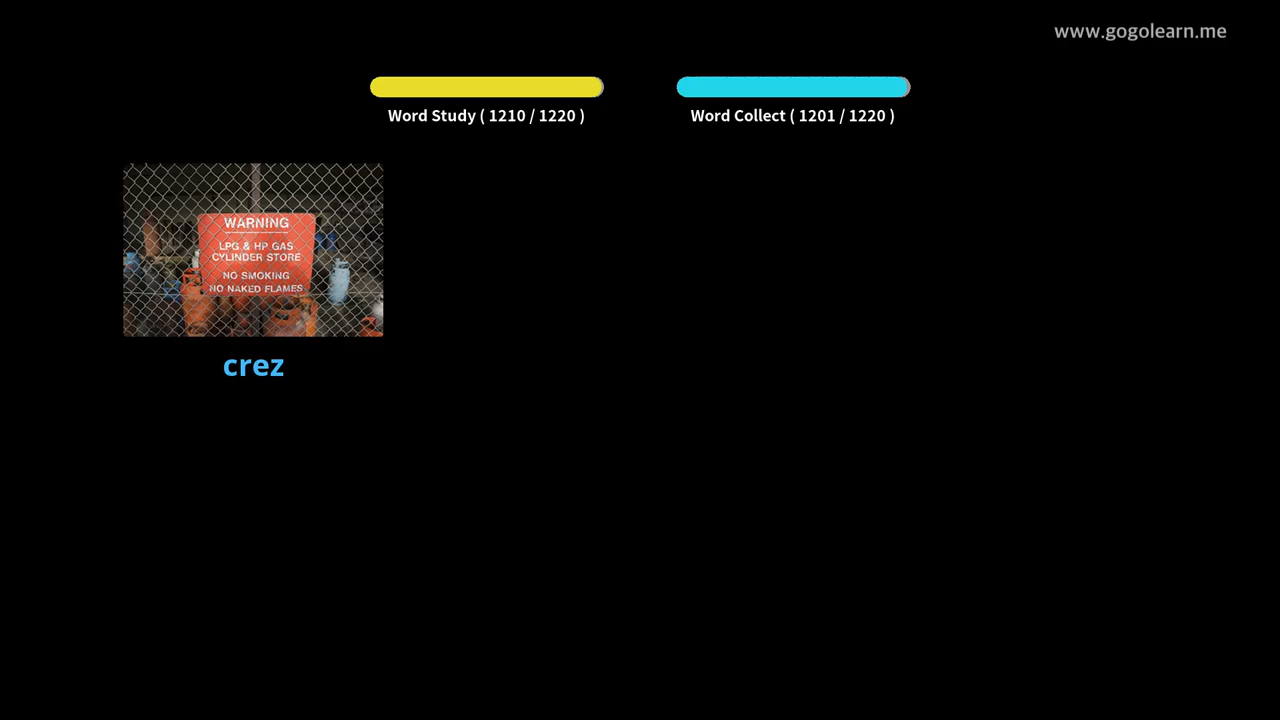 www.gogolearn.me
Word Study ( 1210 / 1220 )
Word Collect ( 1201 / 1220 )
WARNING
LPG & HP GAS
CYLINDER STORE
NO SMOKING
NO NAKED FLAMES
crez